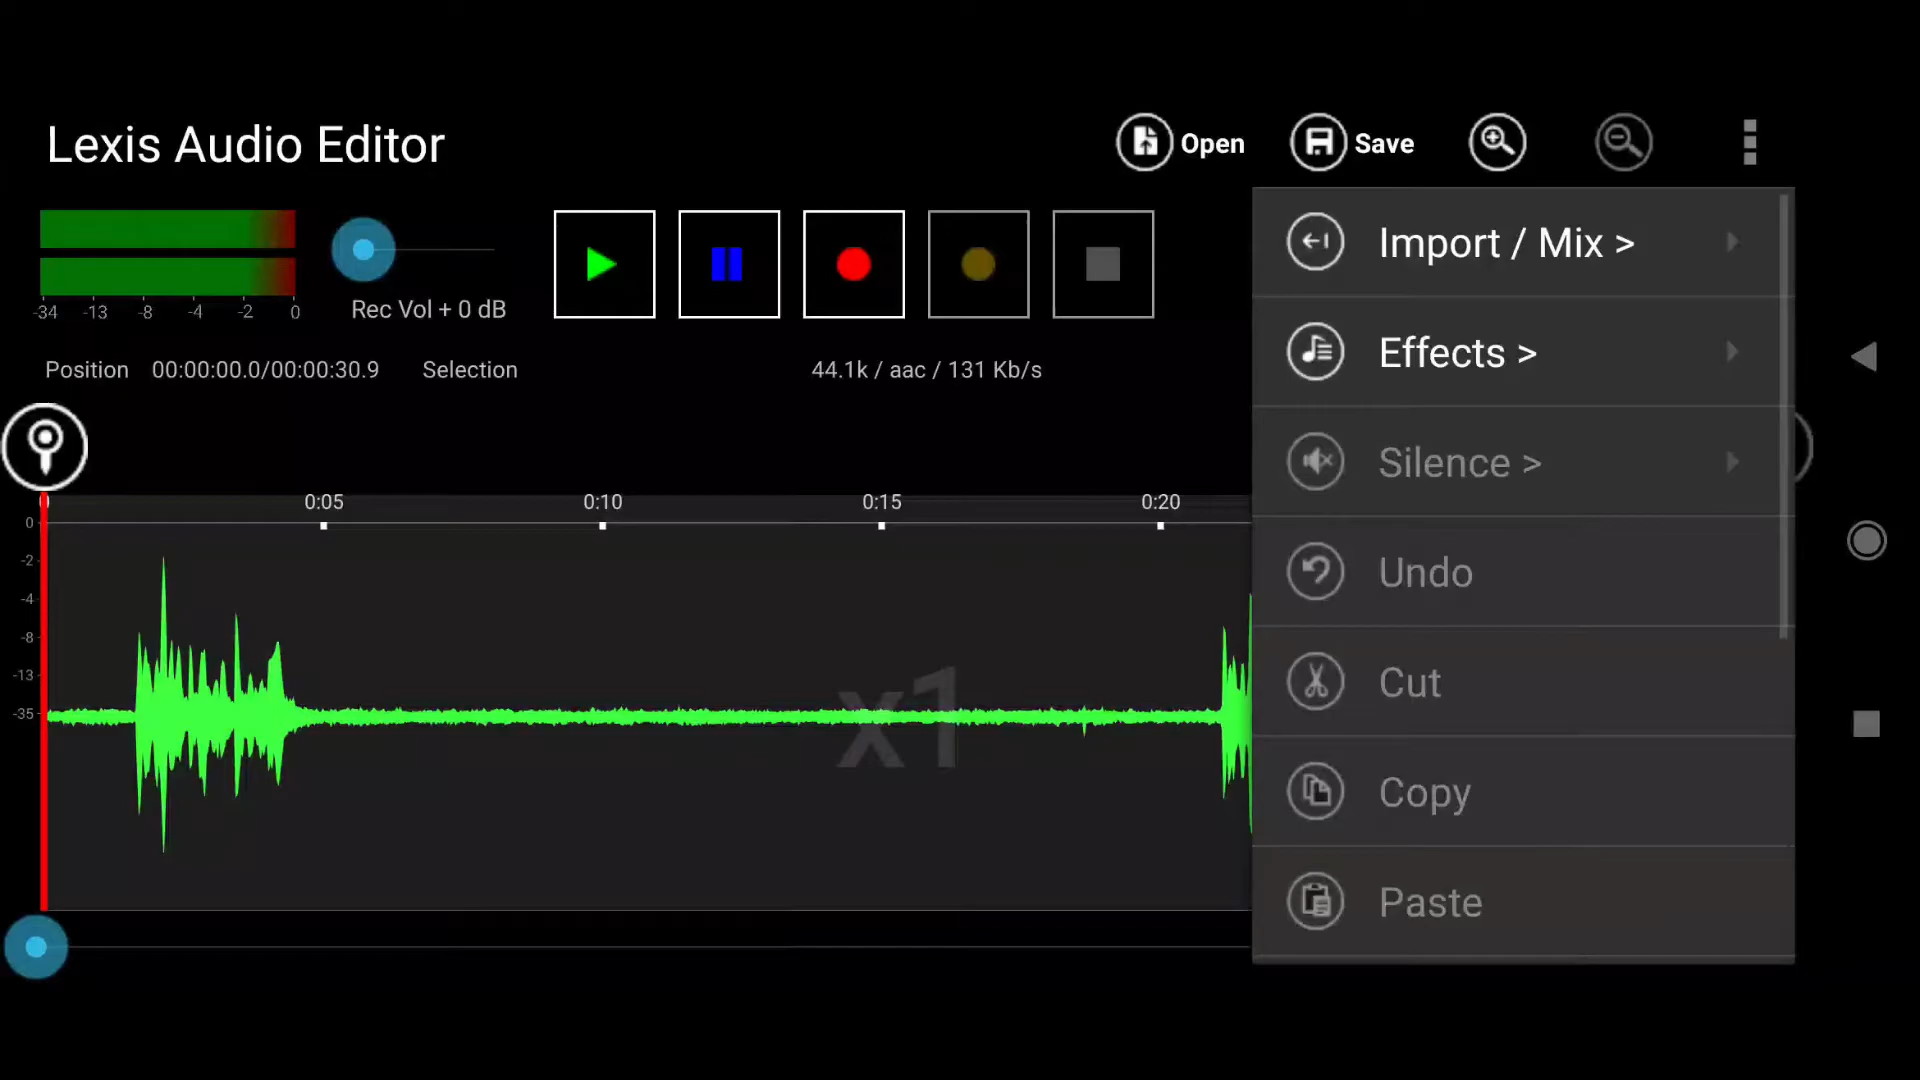 Lexis Audio Editor
Open
Save
-34 -13 -8 -4 -2 0
Rec Vol + 0 dB
Position 00:00:00.0/00:00:30.9 Selection 44.1k / aac / 131 Kb/s
0 0:05 0:10 0:15 0:20
0
-2
-4
-8
-13
-35
x1
Import / Mix >
Effects >
Silence >
Undo
Cut
Copy
Paste